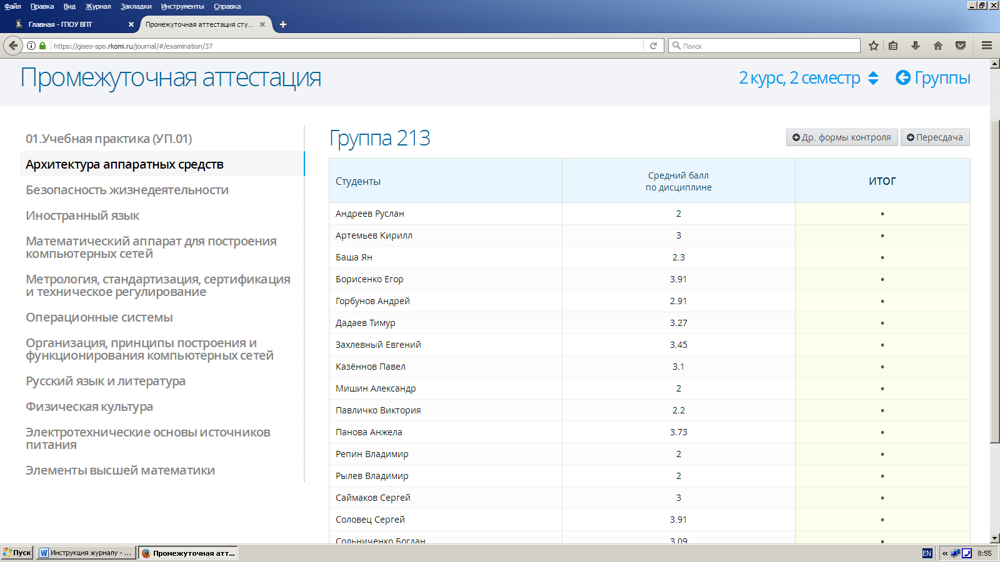 Файл Правка Вид Журнал Закладки Инструменты Справка
Главная - ГПОУ ВПТ
Промежуточная аттестация сту...
https://giseo-spo.rkomi.ru/journal/#/examination/37
Поиск
Промежуточная аттестация
2 курс, 2 семестр
Группы
01.Учебная практика (УП.01)
Архитектура аппаратных средств
Безопасность жизнедеятельности
Иностранный язык
Математический аппарат для построения
компьютерных сетей
Метрология, стандартизация, сертификация
и техническое регулирование
Операционные системы
Организация, принципы построения и
функционирования компьютерных сетей
Русский язык и литература
Физическая культура
Электротехнические основы источников
питания
Элементы высшей математики
Группа 213
Др. формы контроля
Пересдача
Студенты
Средний балл
по дисциплине
ИТОГ
Андреев Руслан 2 •
Артемьев Кирилл 3 •
Баша Ян 2.3 •
Борисенко Егор 3.91 •
Горбунов Андрей 2.91 •
Дадаев Тимур 3.27 •
Захлевный Евгений 3.45 •
Казённов Павел 3.1 •
Мишин Александр 2 •
Павличко Виктория 2.2 •
Панова Анжела 3.73 •
Репин Владимир 2 •
Рылев Владимир 2 •
Саймаков Сергей 3 •
Соловец Сергей 3.91 •
Сольниченко Богдан 3.09 •
Пуск
Инструкция журналу - ...
Промежуточная атт...
EN
8:55